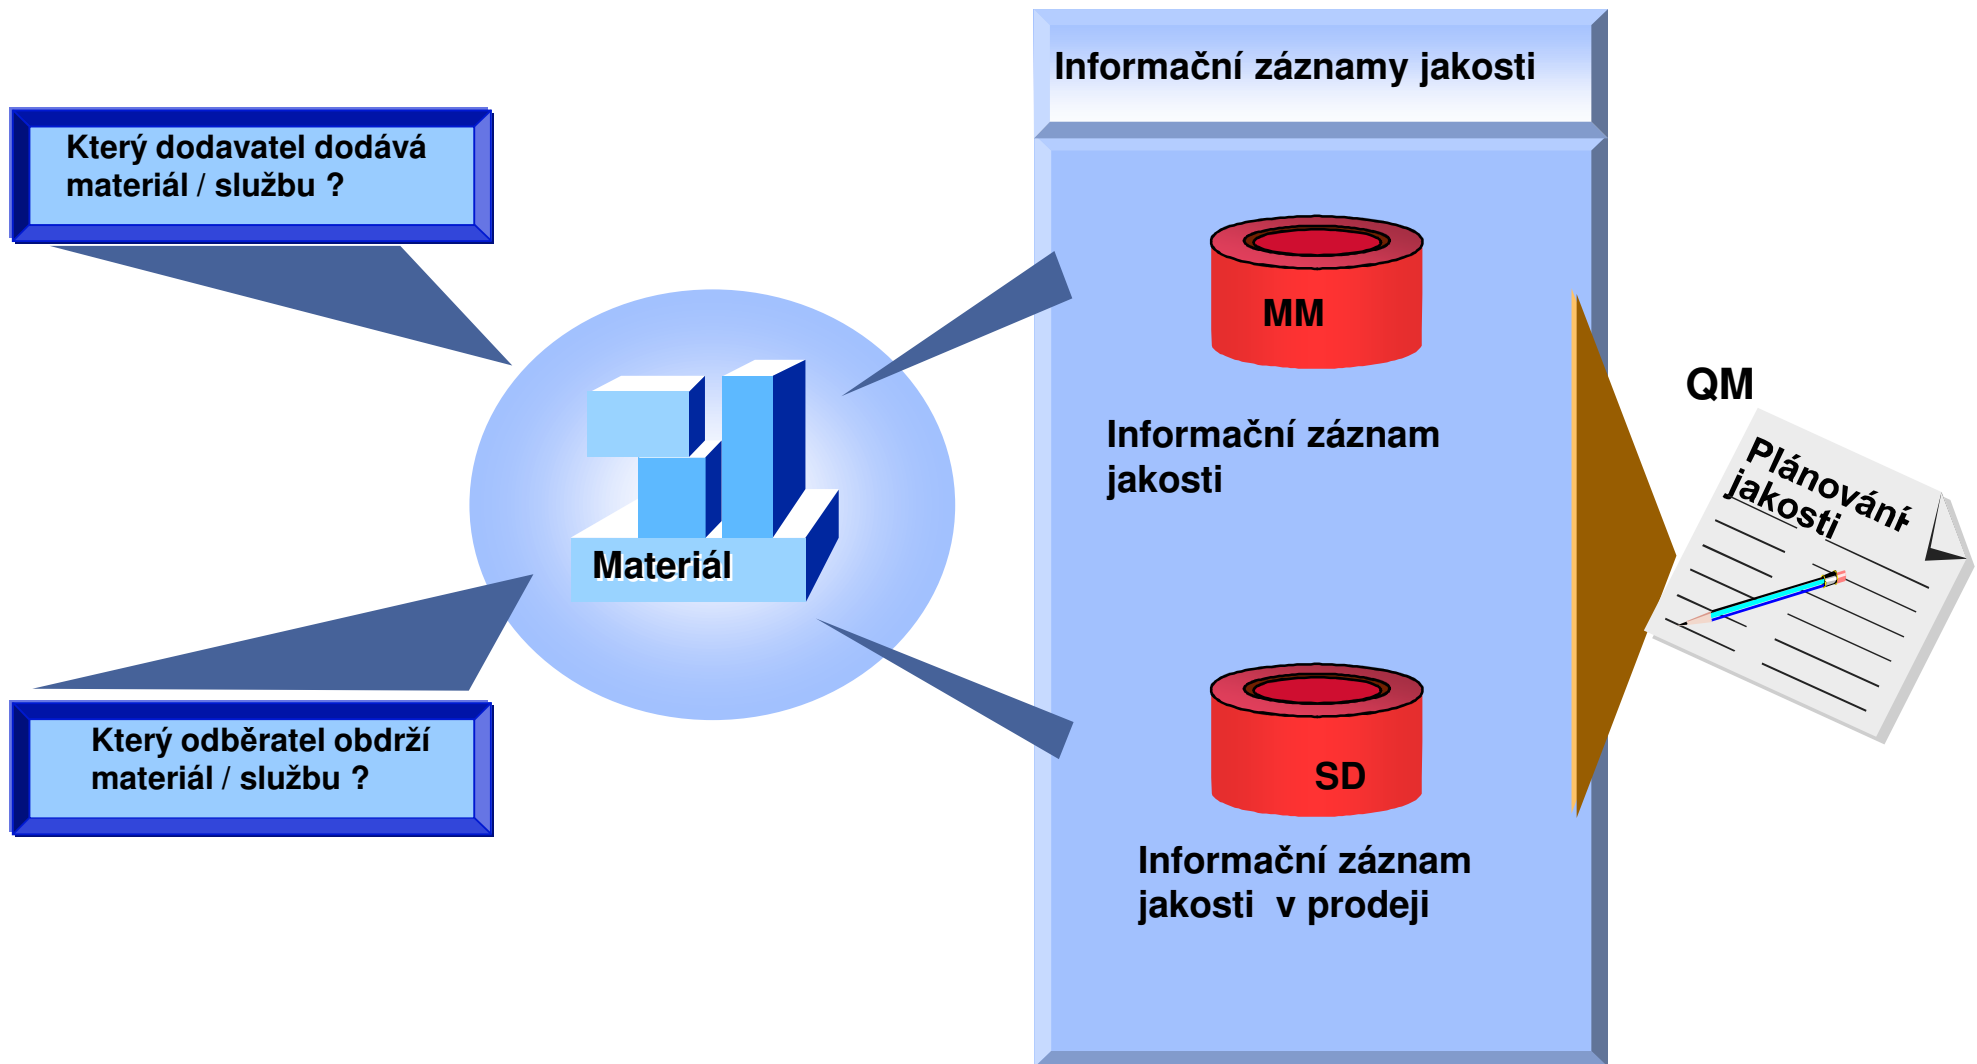 Informační záznamy jakosti
Který dodavatel dodává
materiál / službu ?
MM
QM
Informační záznam
jakosti
Plánování
jakosti
Materiál
Který odběratel obdrží
materiál / službu ?
SD
Informační záznam
jakosti v prodeji